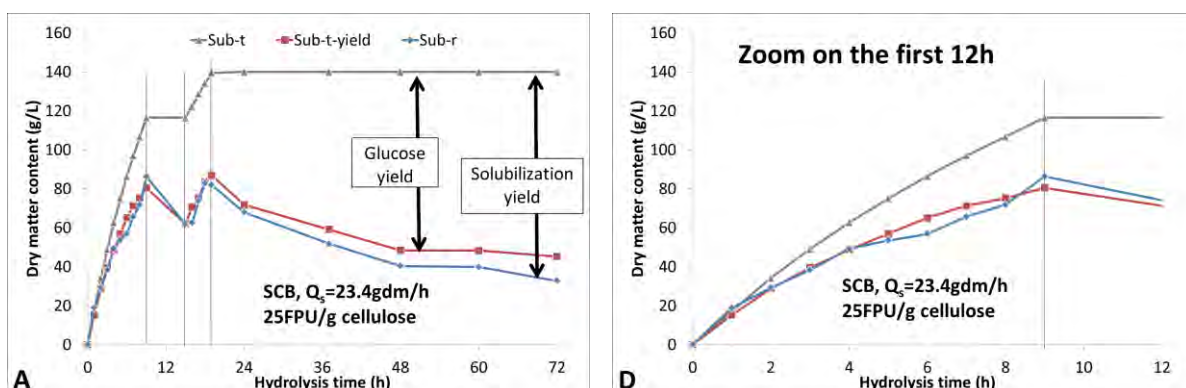 160
140
120
100
80
60
40
20
0
Dry matter content (g/L)
Sub-t
Sub-t-yield
Sub-r
Glucose
yield
Solubilization
yield
SCB, Qs=23.4gdm/h
25FPU/g cellulose
0 12 24 36 48 60 72
Hydrolysis time (h)
A
160
140
120
100
80
60
40
20
0
Dry matter content (g/L)
Zoom on the first 12h
SCB, Qs=23.4gdm/h
25FPU/g cellulose
0 2 4 6 8 10 12
Hydrolysis time (h)
D